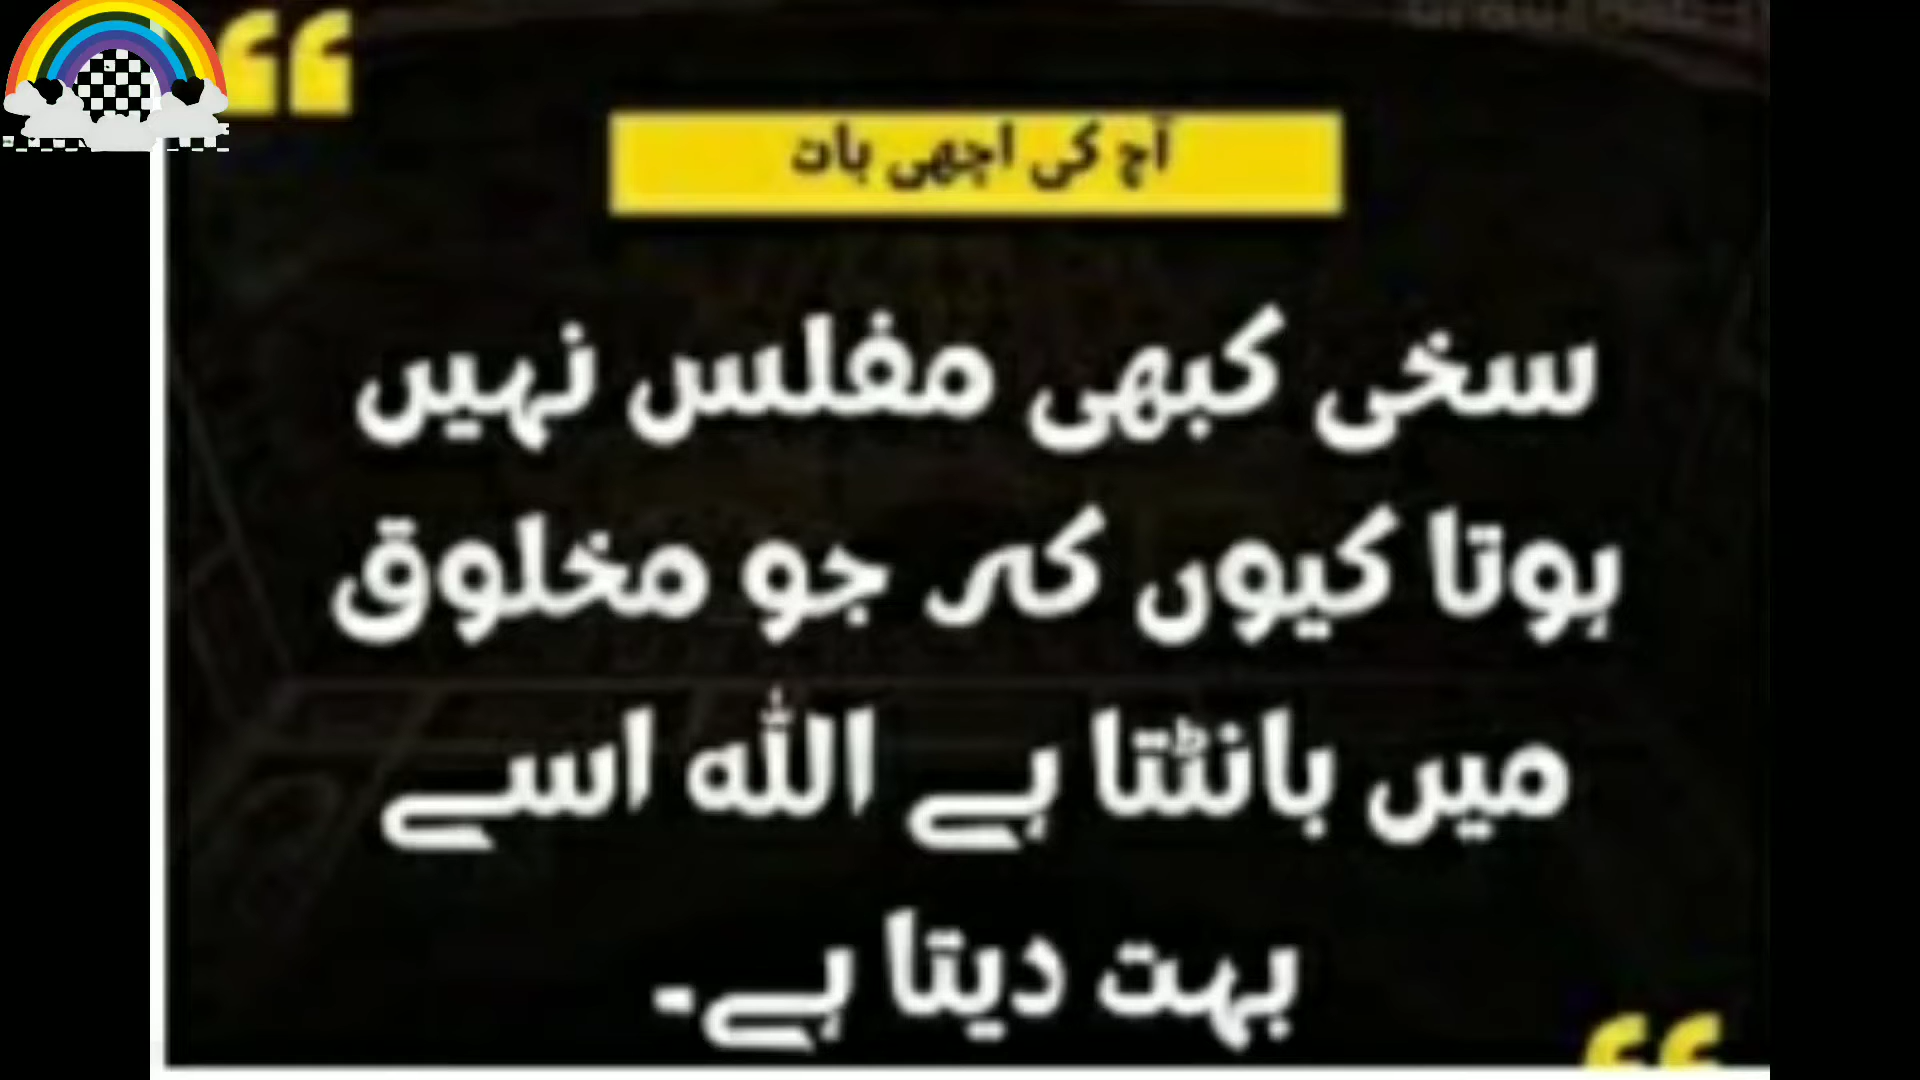 آج کی اچھی بات
سخی کبھی مفلس نہیں
ہوتا کیوں کہ جو مخلوق
میں بانٹتا ہے اللہ اسے
بہت دیتا ہے۔